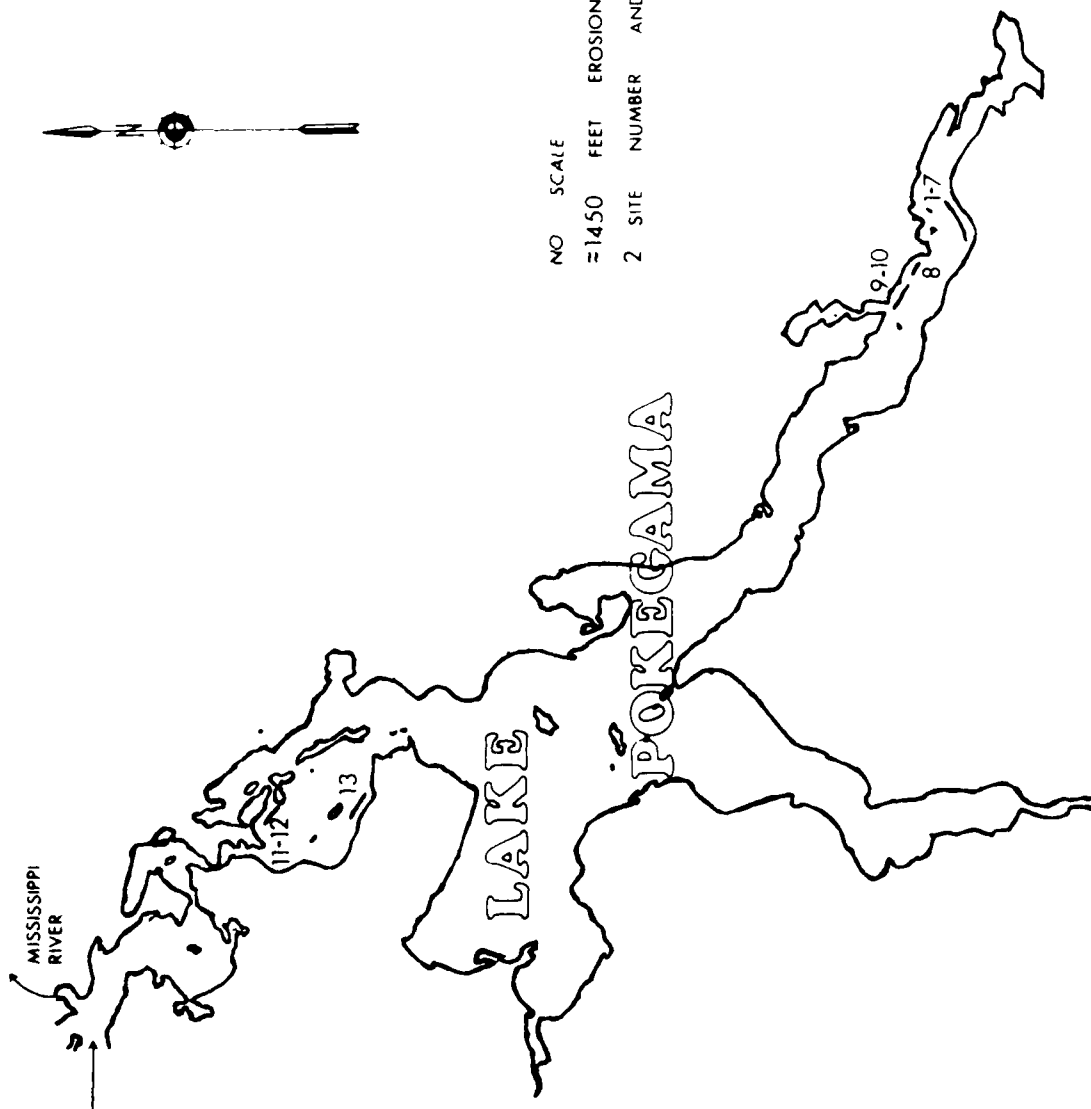 N
NO SCALE
≈1450 FEET EROSION
2 SITE NUMBER AND
MISSISSIPPI
RIVER
11-12
13
LAKE
POKEGAMA
9-10
8
1-7